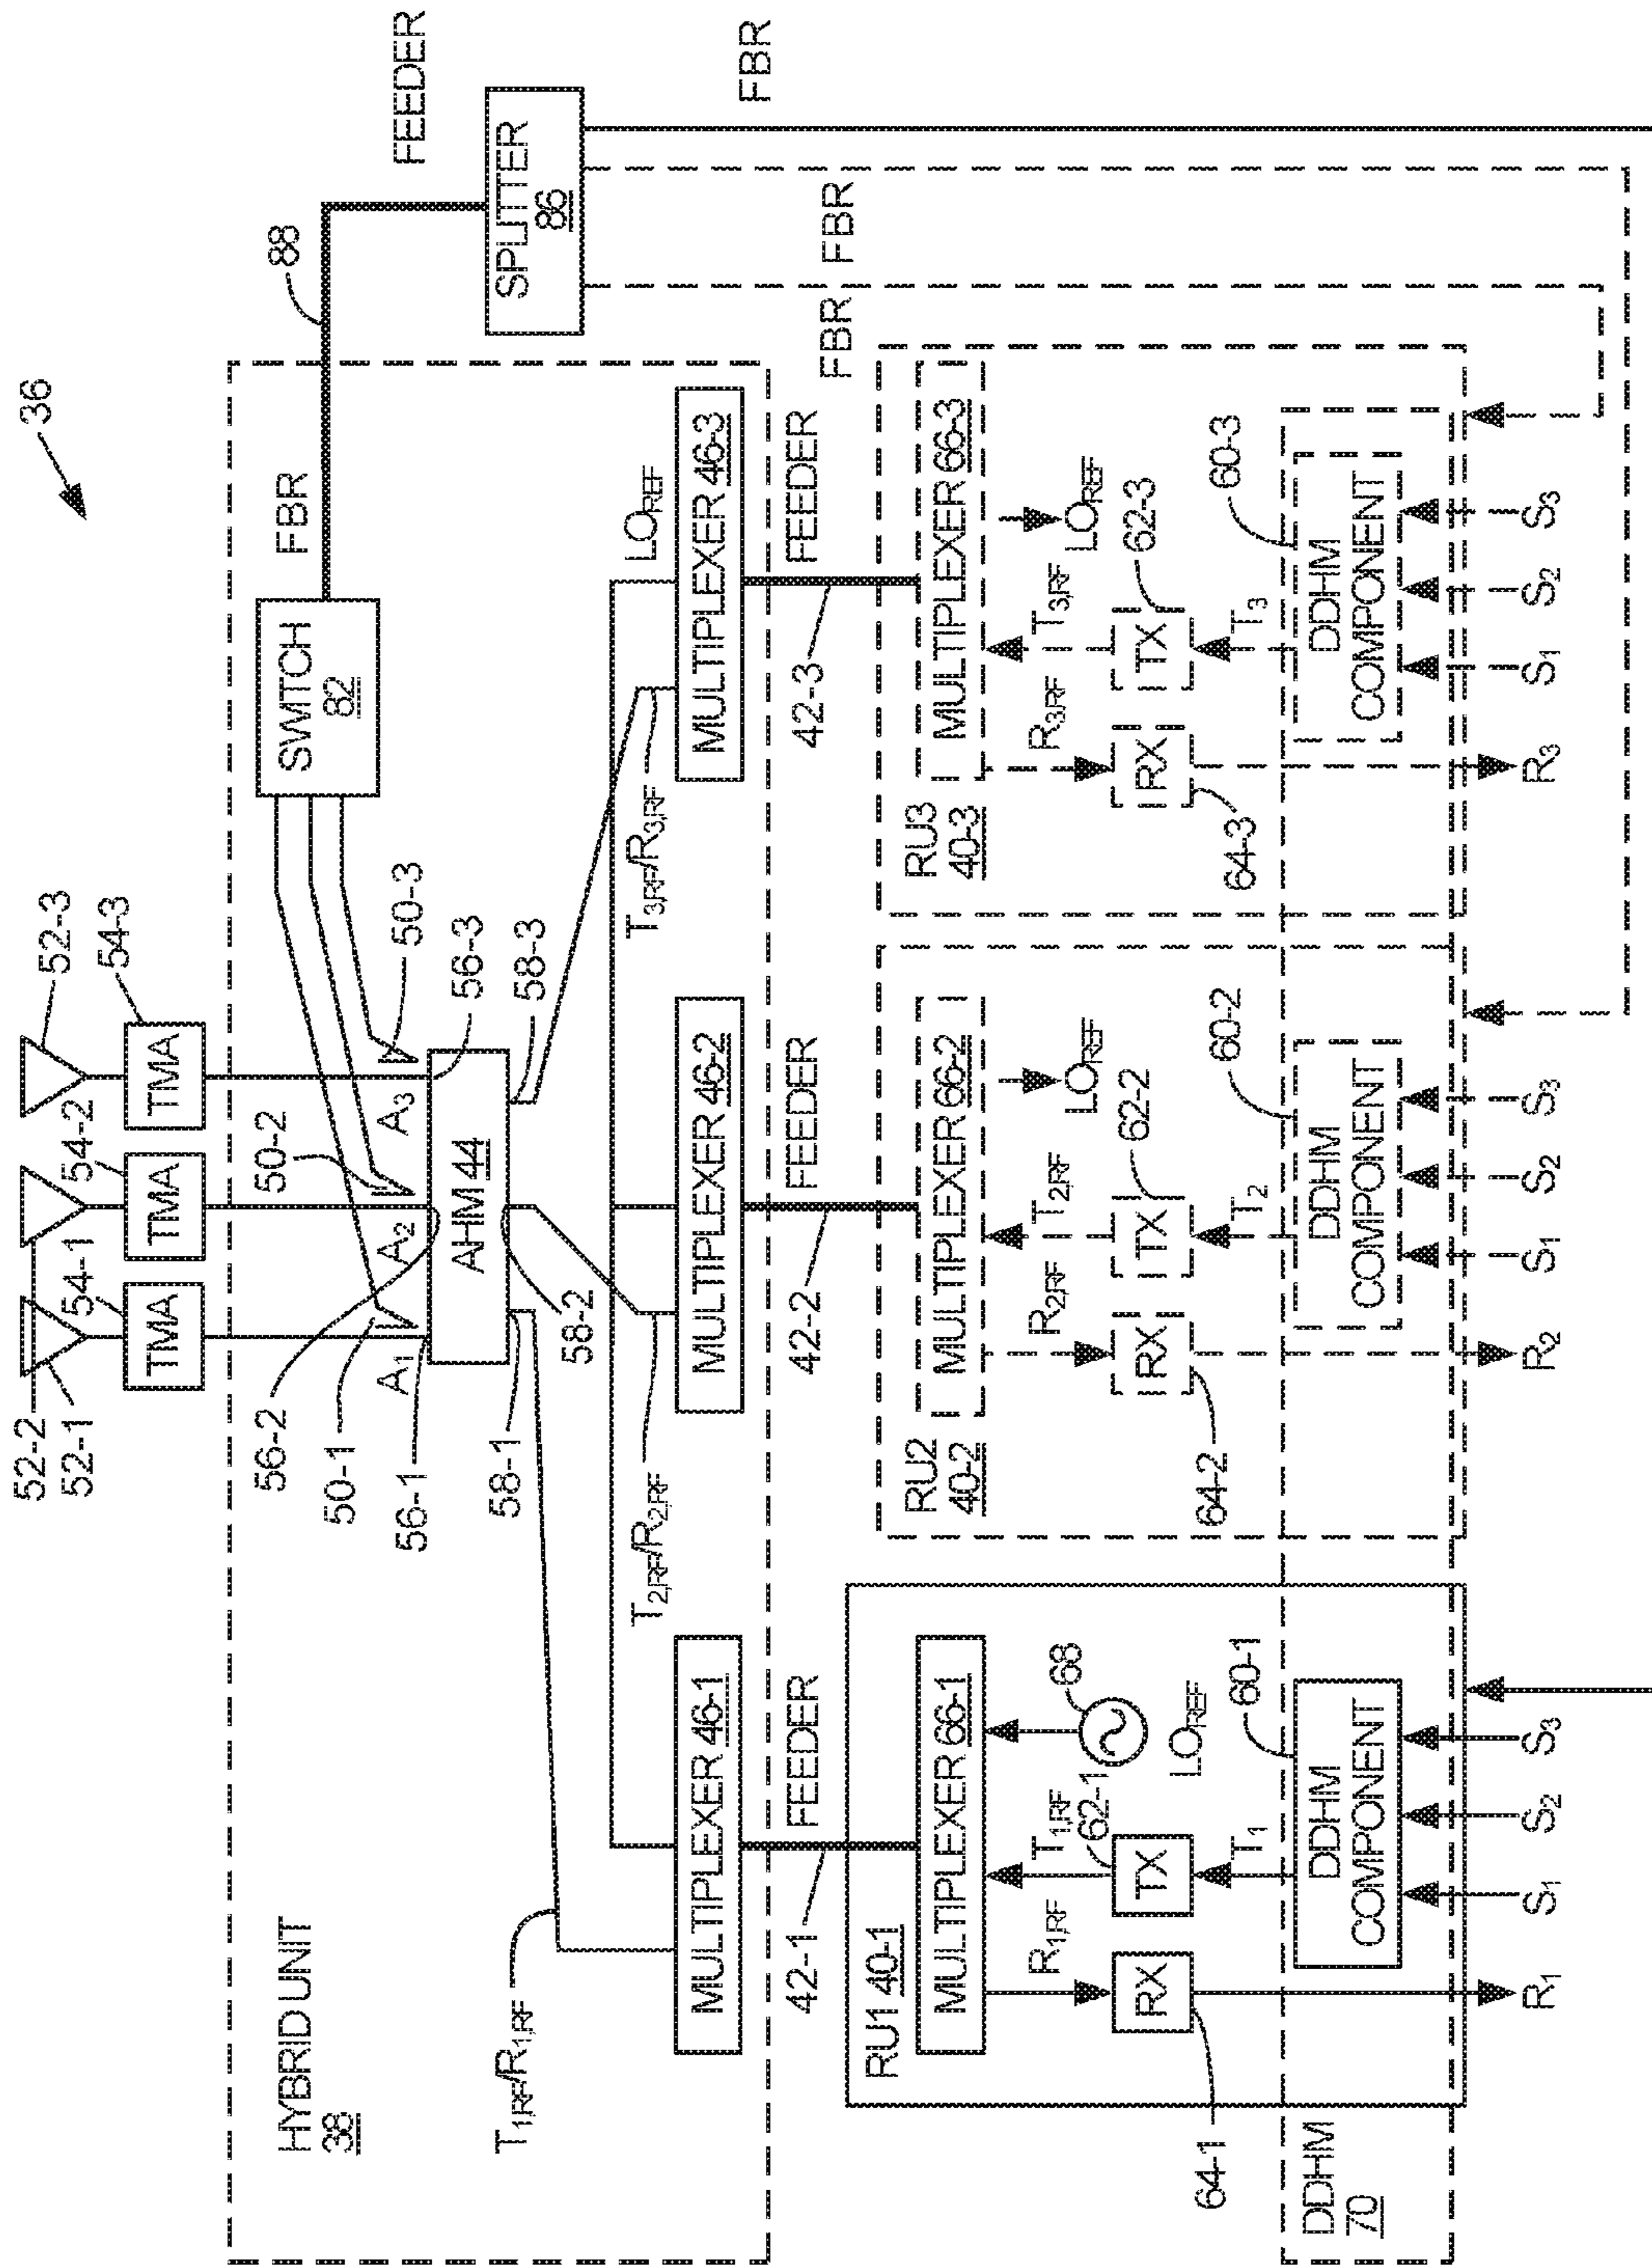 36
52-2
52-1
52-3
54-1
54-2
54-3
TMA
TMA
TMA
HYBRID UNIT
38
SWITCH
82
FBR
88
FEEDER
SPLITTER
86
FBR
FBR
FBR
56-2
50-1
56-1
50-2
50-3
A1
A2
A3
AHM 44
56-3
58-1
58-2
58-3
T1,RF/R1,RF
T2,RF/R2,RF
T3,RF/R3,RF
LOREF
MULTIPLEXER 46-1
MULTIPLEXER 46-2
MULTIPLEXER 46-3
42-1
FEEDER
42-2
FEEDER
42-3
FEEDER
RU1 40-1
MULTIPLEXER 66-1
R1,RF
T1,RF
62-1
68
LOREF
RX
TX
T1
60-1
64-1
DDHM
COMPONENT
R1
S1
S2
S3
RU2
40-2
MULTIPLEXER 66-2
R2,RF
T2,RF
LOREF
62-2
RX
TX
T2
60-2
64-2
DDHM
COMPONENT
R2
S1
S2
S3
RU3
40-3
MULTIPLEXER 66-3
R3,RF
T3,RF
LOREF
62-3
RX
TX
T3
60-3
64-3
DDHM
COMPONENT
R3
S1
S2
S3
DDHM
70